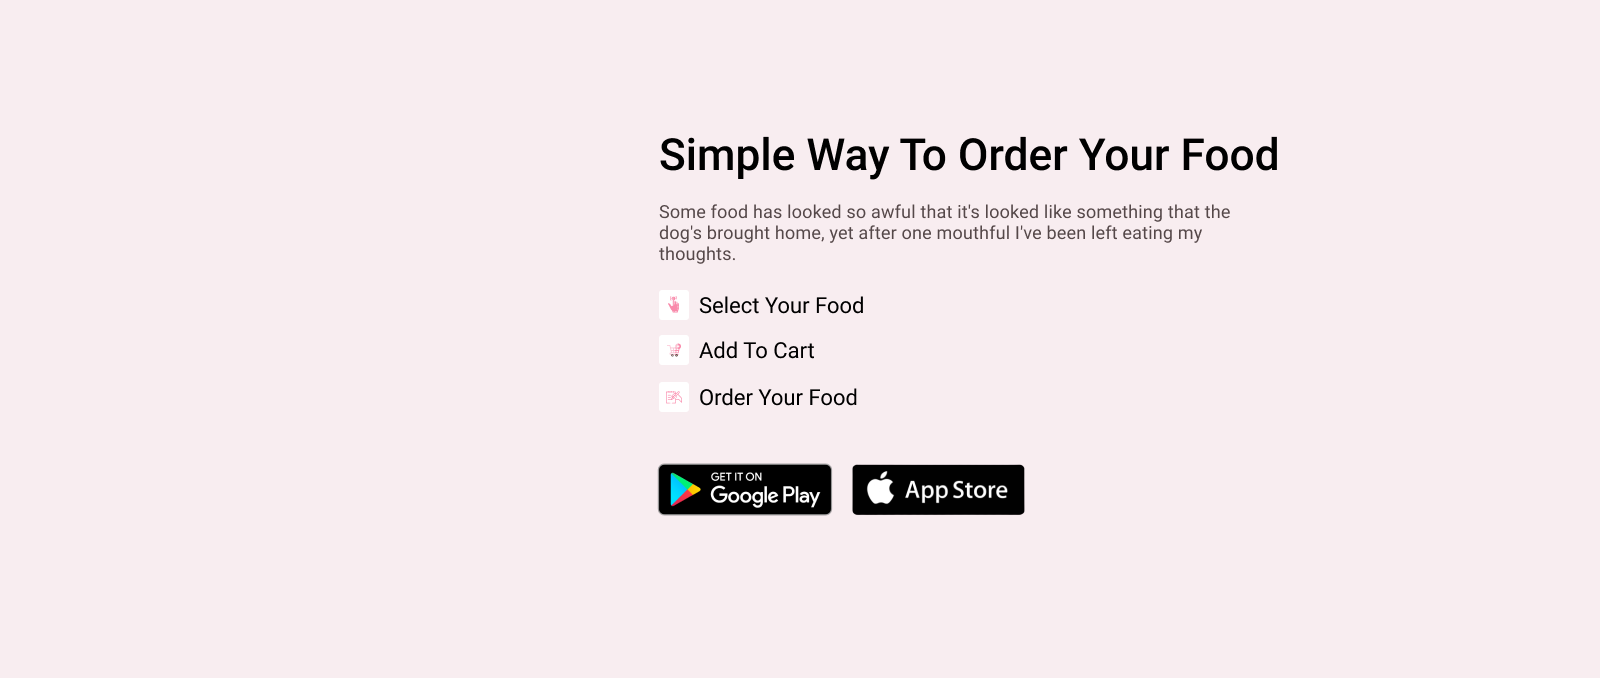 Simple Way To Order Your Food
Some food has looked so awful that it's looked like something that the
dog's brought home, yet after one mouthful I've been left eating my
thoughts.
Select Your Food
Add To Cart
Order Your Food
GET IT ON
Google Play
App Store